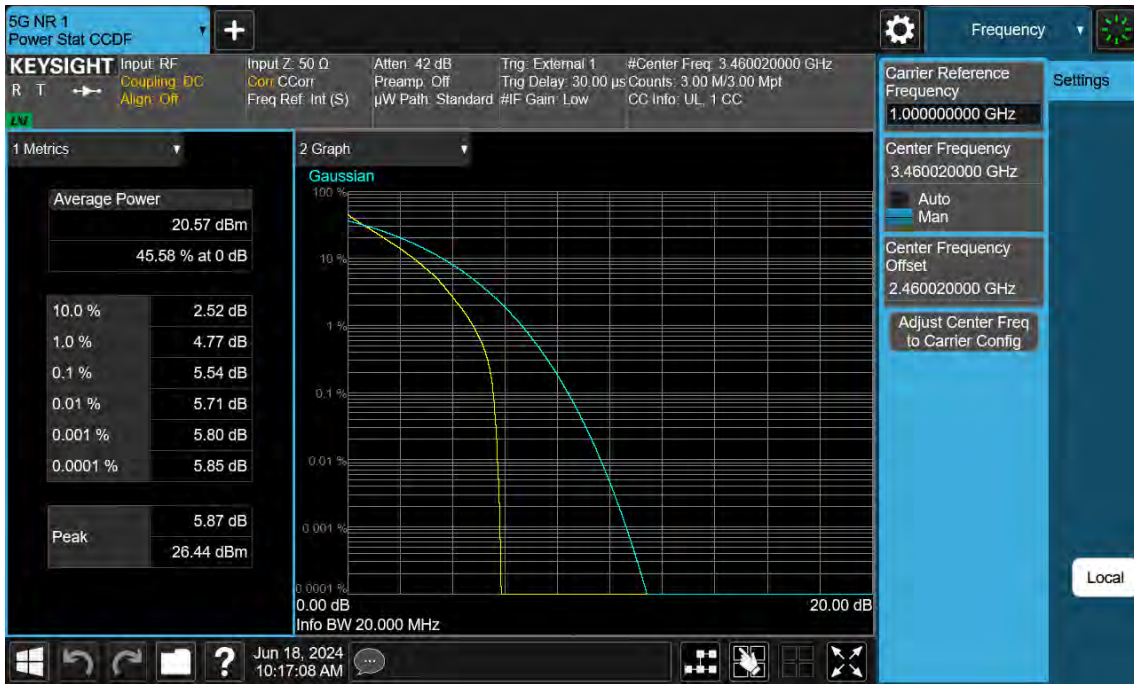 5G NR 1
Power Stat CCDF
Frequency
KEYSIGHT
R T
LNI
Input: RF
Coupling: DC
Align: Off
Input Z: 50 Ω
Corr CCorr
Freq Ref: Int (S)
Atten: 42 dB
Preamp: Off
µW Path: Standard
Trig: External 1
Trig Delay: 30.00 µs
#IF Gain: Low
#Center Freq: 3.460020000 GHz
Counts: 3.00 M/3.00 Mpt
CC Info: UL, 1 CC
1 Metrics
Average Power
20.57 dBm
45.58 % at 0 dB
10.0 % 2.52 dB
1.0 % 4.77 dB
0.1 % 5.54 dB
0.01 % 5.71 dB
0.001 % 5.80 dB
0.0001 % 5.85 dB
Peak
5.87 dB
26.44 dBm
2 Graph
Gaussian
100 %
10 %
1 %
0.1 %
0.01 %
0.001 %
0.0001 %
0.00 dB 20.00 dB
Info BW 20.000 MHz
Carrier Reference
Frequency
1.000000000 GHz
Center Frequency
3.460020000 GHz
Auto
Man
Center Frequency
Offset
2.460020000 GHz
Adjust Center Freq
to Carrier Config
Settings
Local
Jun 18, 2024
10:17:08 AM